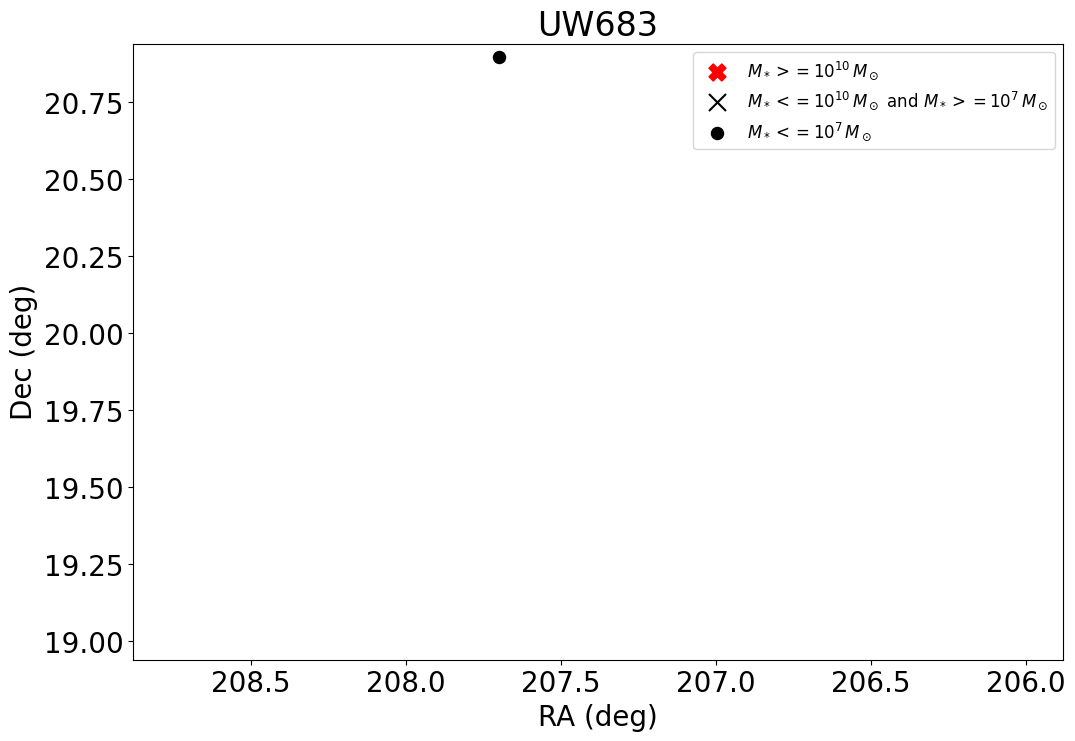 UW683
M* >= 10^10 M⊙
M* <= 10^10 M⊙ and M* >= 10^7 M⊙
M* <= 10^7 M⊙
20.75
20.50
20.25
20.00
19.75
19.50
19.25
19.00
Dec (deg)
208.5 208.0 207.5 207.0 206.5 206.0
RA (deg)